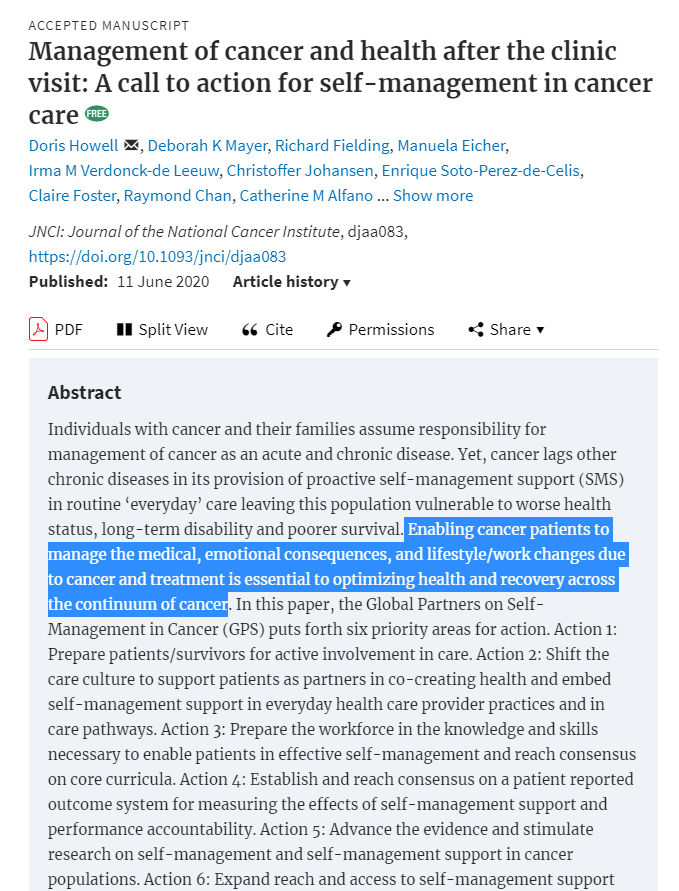 ACCEPTED MANUSCRIPT
Management of cancer and health after the clinic
visit: A call to action for self-management in cancer
care FREE
Doris Howell, Deborah K Mayer, Richard Fielding, Manuela Eicher,
Irma M Verdonck-de Leeuw, Christoffer Johansen, Enrique Soto-Perez-de-Celis,
Claire Foster, Raymond Chan, Catherine M Alfano ... Show more
JNCI: Journal of the National Cancer Institute, djaa083,
https://doi.org/10.1093/jnci/djaa083
Published: 11 June 2020 Article history
PDF Split View Cite Permissions Share
Abstract
Individuals with cancer and their families assume responsibility for
management of cancer as an acute and chronic disease. Yet, cancer lags other
chronic diseases in its provision of proactive self-management support (SMS)
in routine ‘everyday’ care leaving this population vulnerable to worse health
status, long-term disability and poorer survival. Enabling cancer patients to
manage the medical, emotional consequences, and lifestyle/work changes due
to cancer and treatment is essential to optimizing health and recovery across
the continuum of cancer. In this paper, the Global Partners on Self-
Management in Cancer (GPS) puts forth six priority areas for action. Action 1:
Prepare patients/survivors for active involvement in care. Action 2: Shift the
care culture to support patients as partners in co-creating health and embed
self-management support in everyday health care provider practices and in
care pathways. Action 3: Prepare the workforce in the knowledge and skills
necessary to enable patients in effective self-management and reach consensus
on core curricula. Action 4: Establish and reach consensus on a patient reported
outcome system for measuring the effects of self-management support and
performance accountability. Action 5: Advance the evidence and stimulate
research on self-management and self-management support in cancer
populations. Action 6: Expand reach and access to self-management support